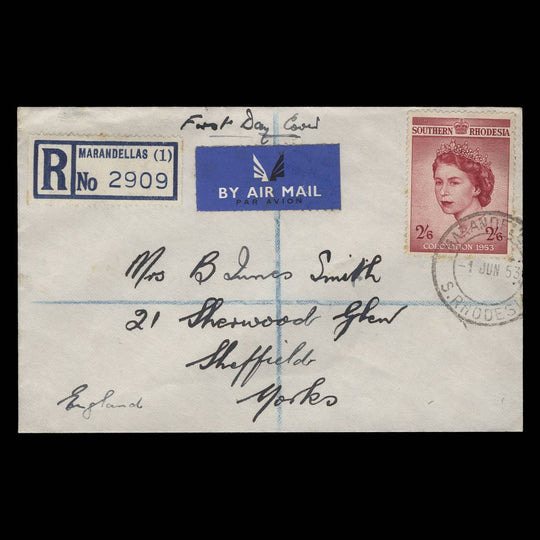 First Day Cover
R MARANDELLAS (1)
No 2909
BY AIR MAIL
PAR AVION
SOUTHERN RHODESIA
2/6 2/6
CORONATION 1953
-1 JUN 53
S. RHODESI
Mrs B Innes Smith
21 Sherwood Glen
Sheffield
Yorks
England